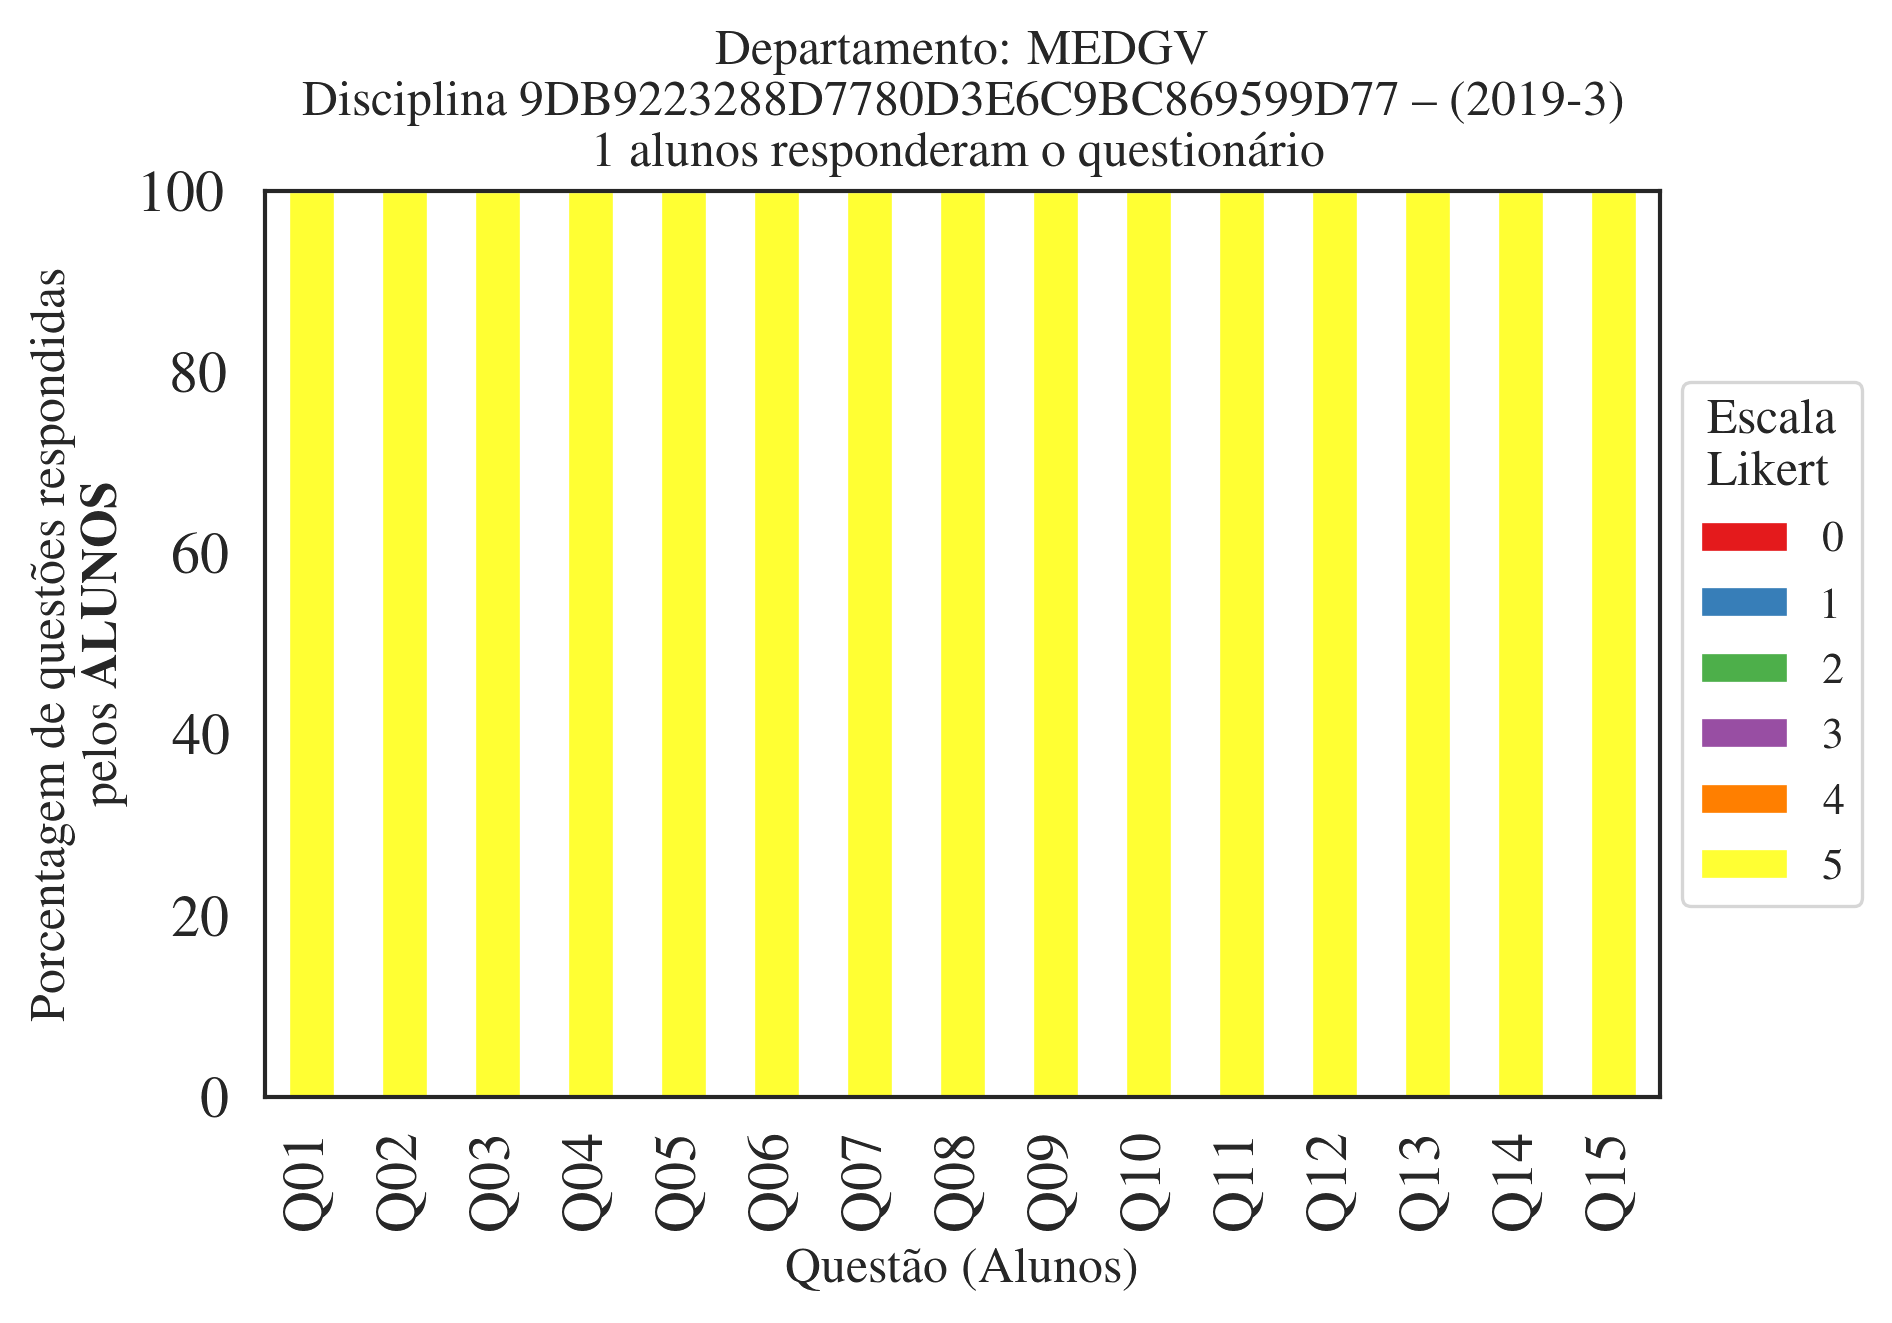 Departamento: MEDGV
Disciplina 9DB9223288D7780D3E6C9BC869599D77 – (2019-3)
1 alunos responderam o questionário
Porcentagem de questões respondidas
pelos ALUNOS
100
80
60
40
20
0
Q01
Q02
Q03
Q04
Q05
Q06
Q07
Q08
Q09
Q10
Q11
Q12
Q13
Q14
Q15
Questão (Alunos)
Escala
Likert
0
1
2
3
4
5